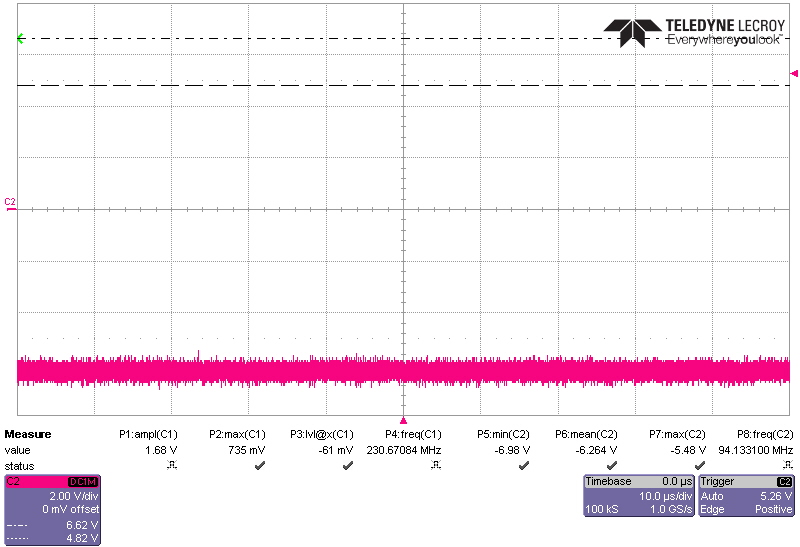 TELEDYNE LECROY
Everywhereyoulook™
C2
Measure P1:ampl(C1) P2:max(C1) P3:lvl@x(C1) P4:freq(C1) P5:min(C2) P6:mean(C2) P7:max(C2) P8:freq(C2)
value 1.68 V 735 mV -61 mV 230.67084 MHz -6.98 V -6.264 V -5.48 V 94.133100 MHz
status
C2 DC1M
2.00 V/div
0 mV offset
6.62 V
4.82 V
Timebase 0.0 µs
10.0 µs/div
100 kS 1.0 GS/s
Trigger C2
Auto 5.26 V
Edge Positive